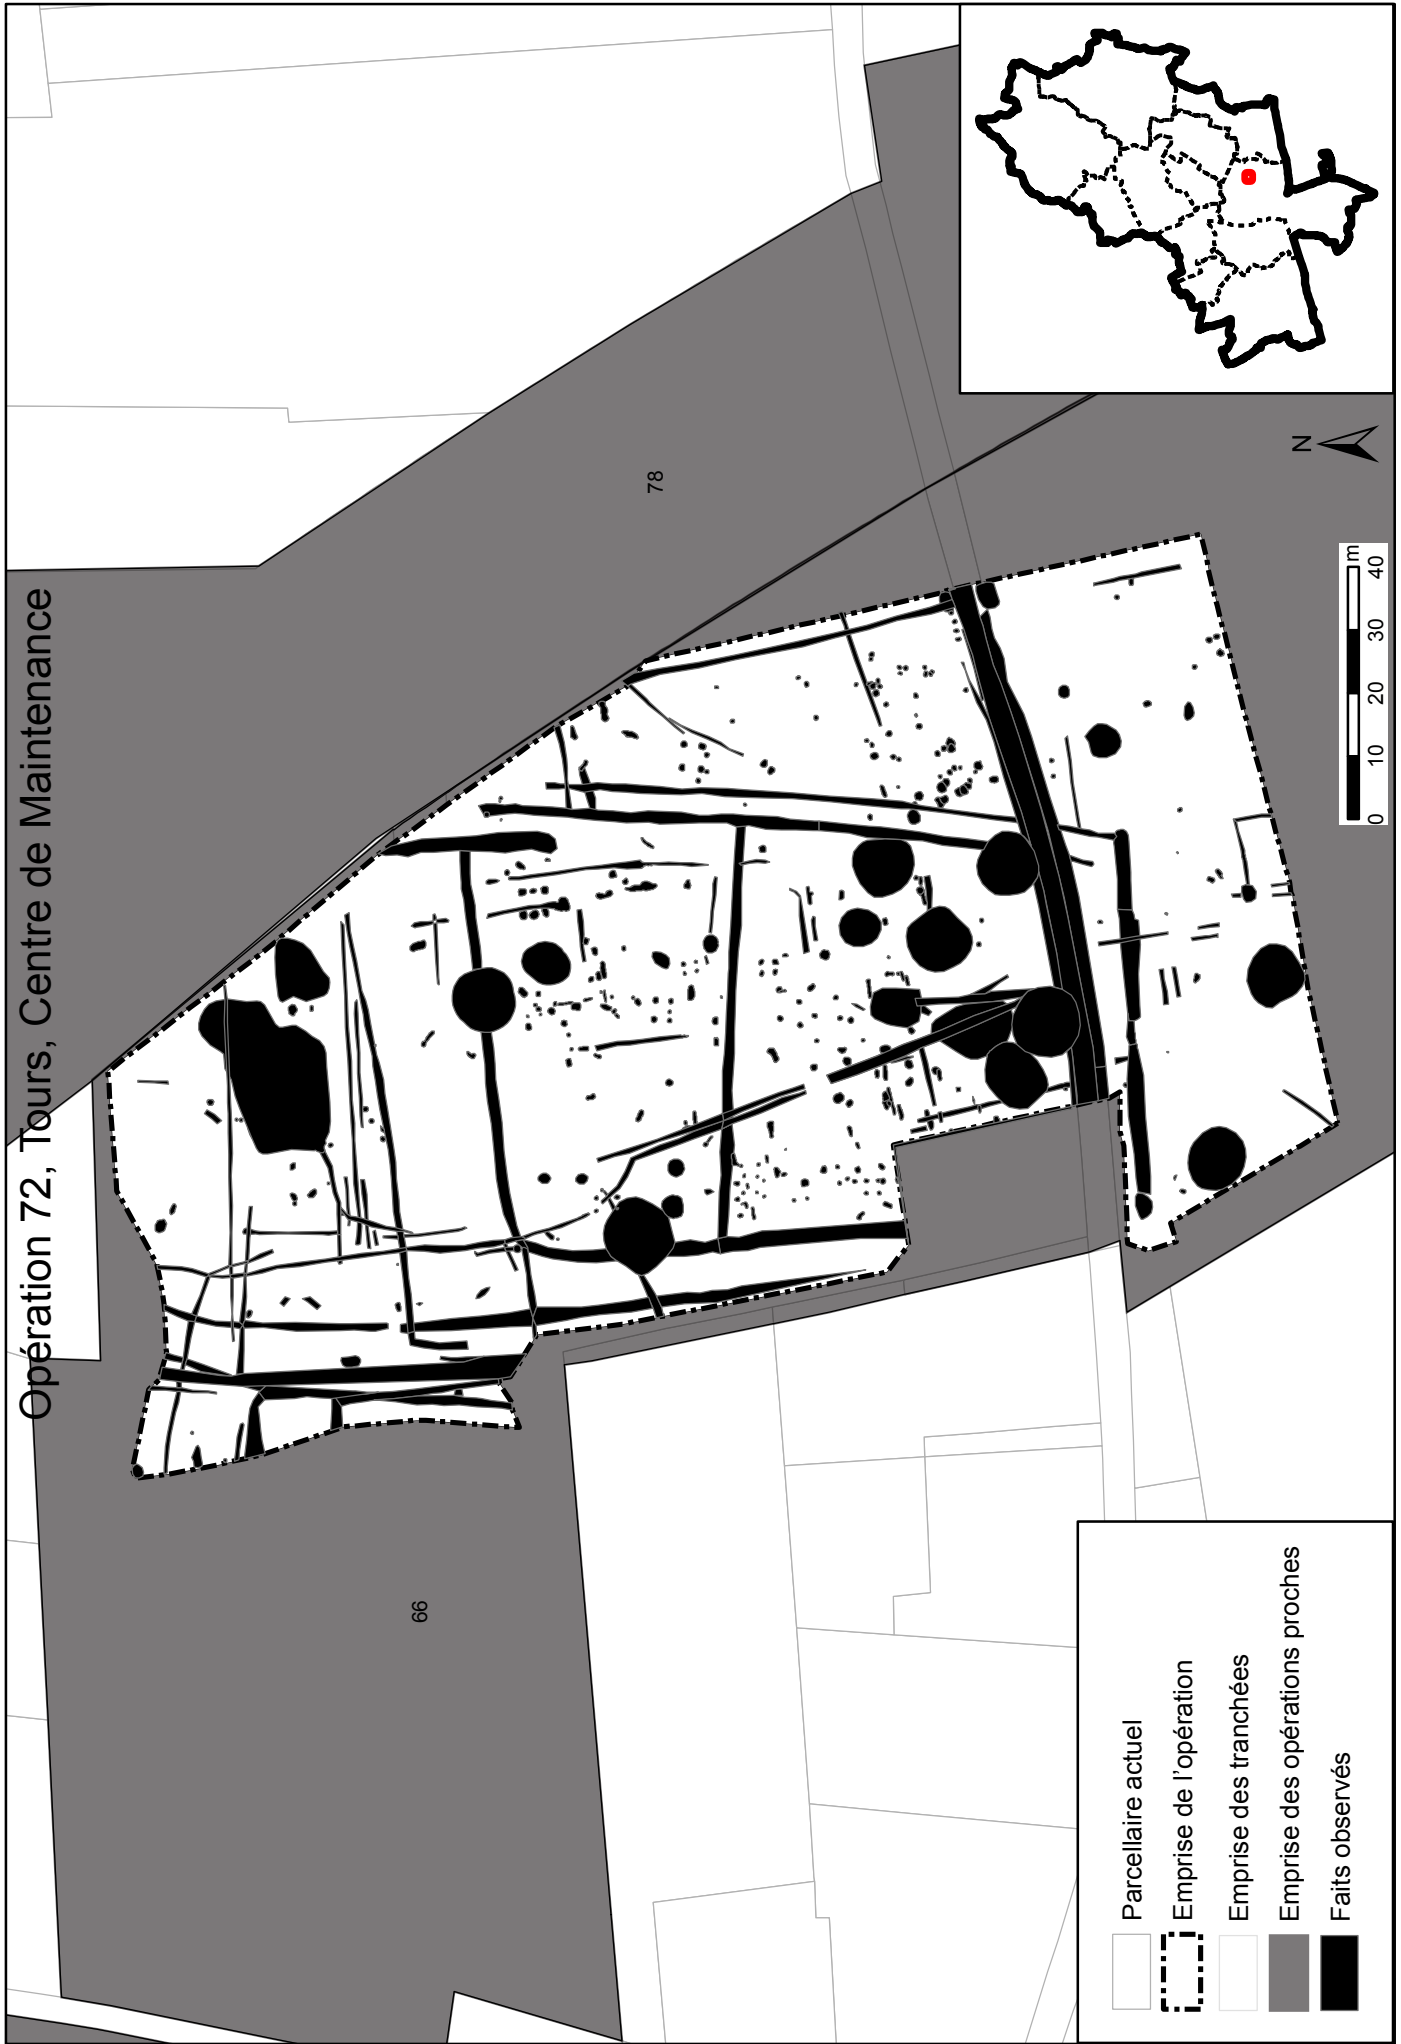 Opération 72, Tours, Centre de Maintenance
66
78
N
0 10 20 30 40 m
Parcellaire actuel
Emprise de l'opération
Emprise des tranchées
Emprise des opérations proches
Faits observés